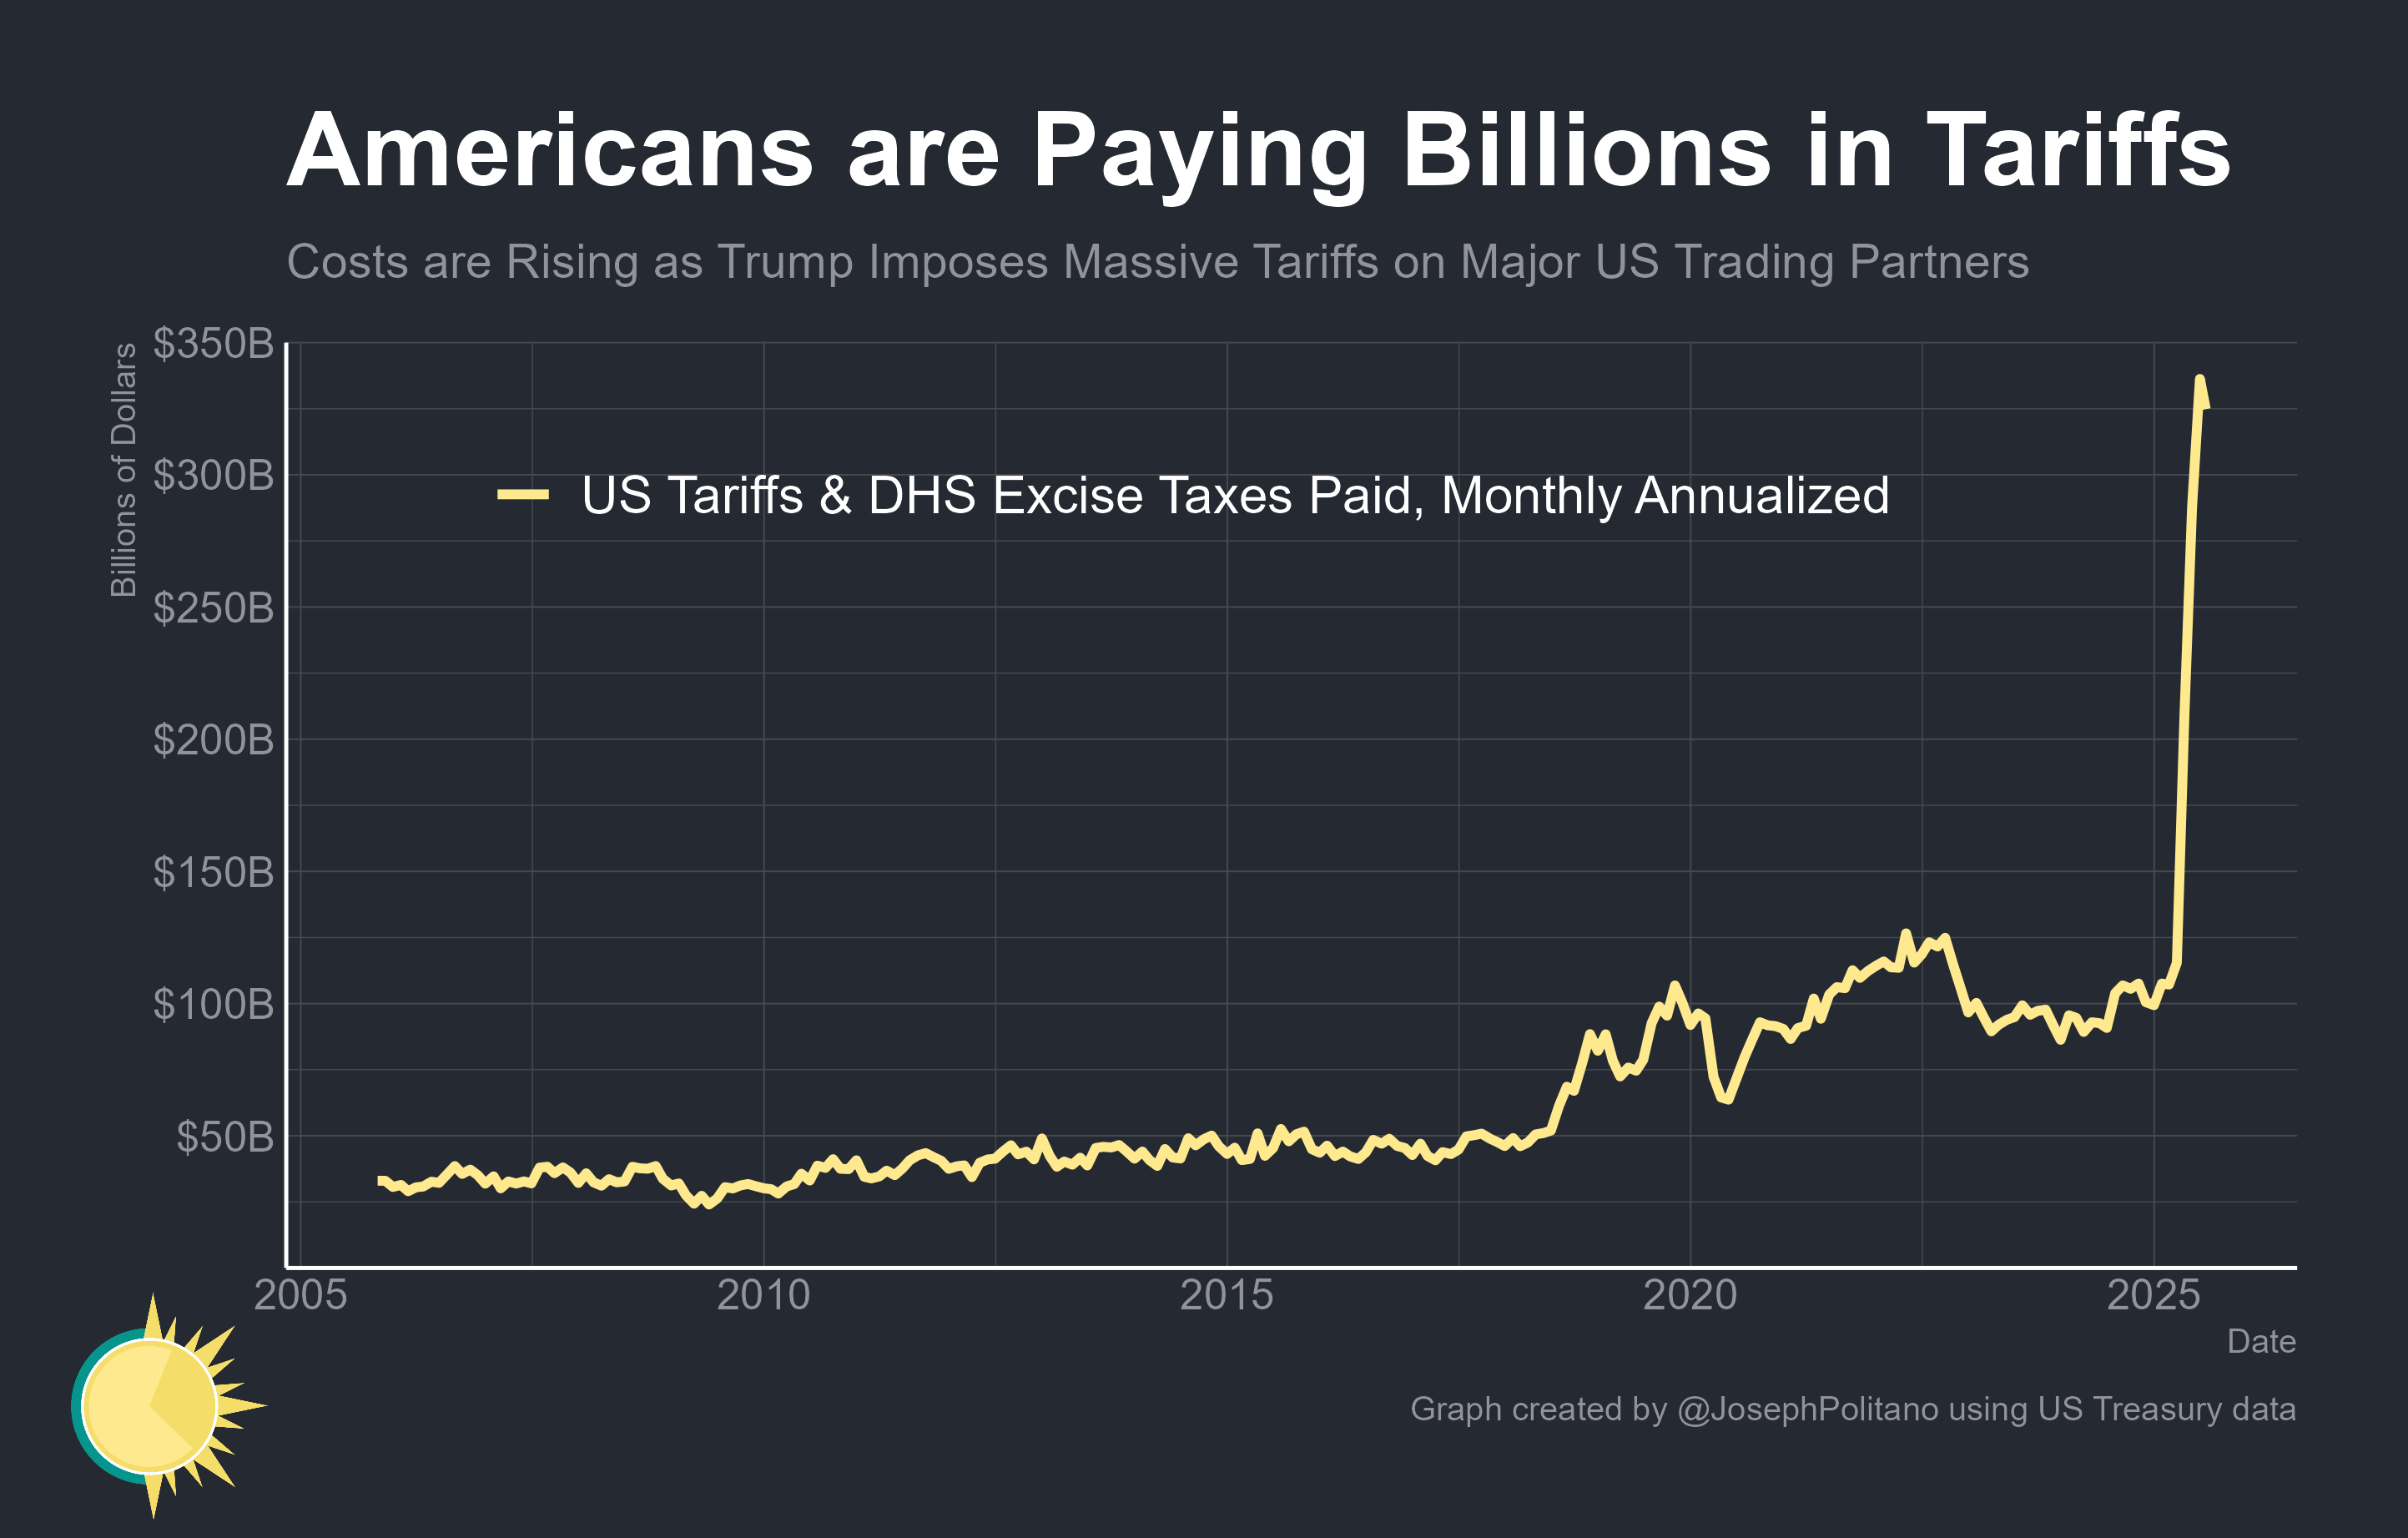 Americans are Paying Billions in Tariffs
Costs are Rising as Trump Imposes Massive Tariffs on Major US Trading Partners
Billions of Dollars
$350B
$300B
$250B
$200B
$150B
$100B
$50B
US Tariffs & DHS Excise Taxes Paid, Monthly Annualized
2005
2010
2015
2020
2025
Date
Graph created by @JosephPolitano using US Treasury data